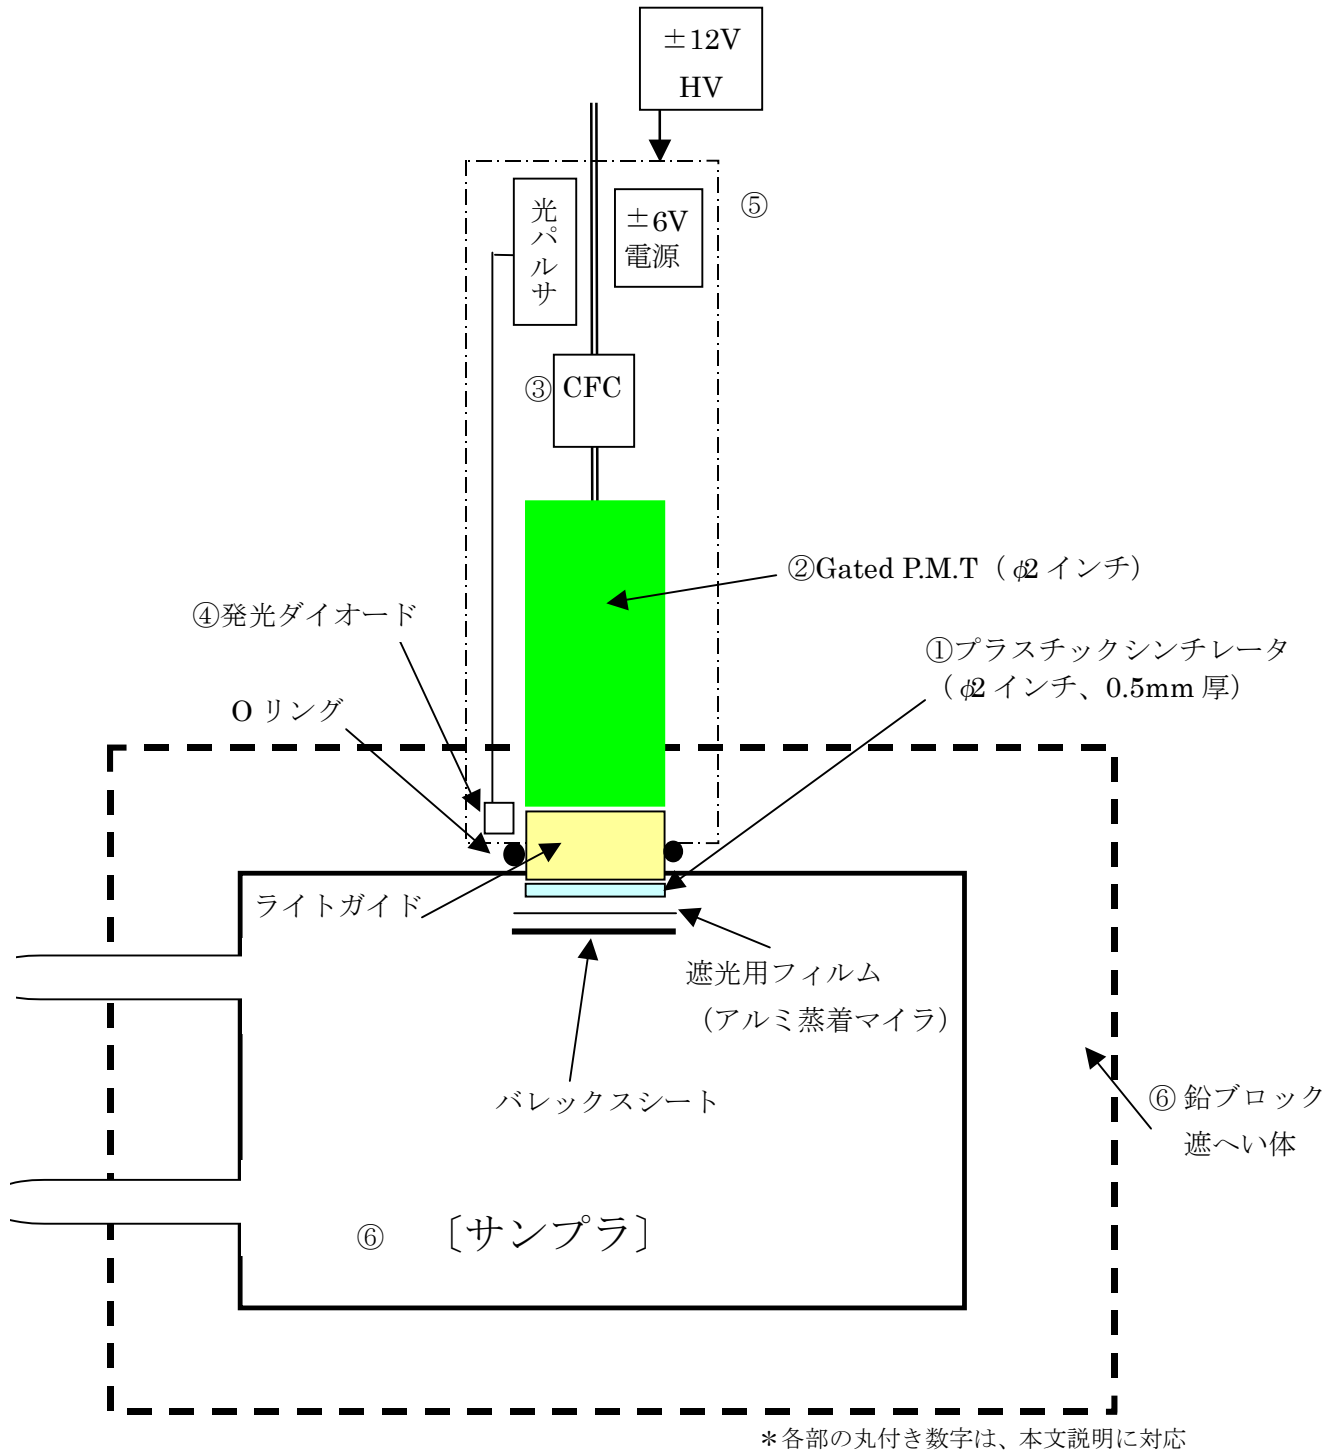 ±12V
HV
光パルサ
±6V
電源
⑤
③
CFC
②Gated P.M.T（φ2 インチ）
④発光ダイオード
①プラスチックシンチレータ
（φ2 インチ、0.5mm 厚）
O リング
ライトガイド
遮光用フィルム
（アルミ蒸着マイラ）
バレックスシート
⑥ 鉛ブロック
遮へい体
⑥ 〔サンプラ〕
＊各部の丸付き数字は、本文説明に対応